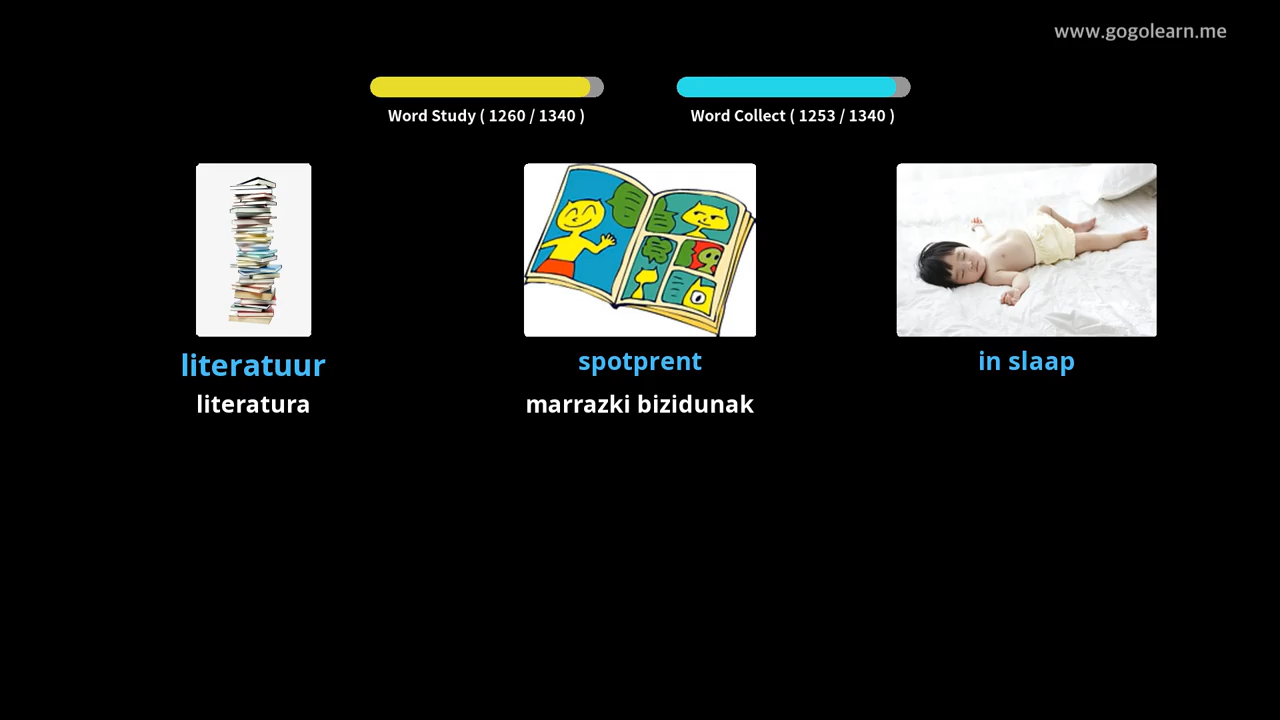 www.gogolearn.me
Word Study ( 1260 / 1340 )
Word Collect ( 1253 / 1340 )
literatuur
spotprent
in slaap
literatura
marrazki bizidunak